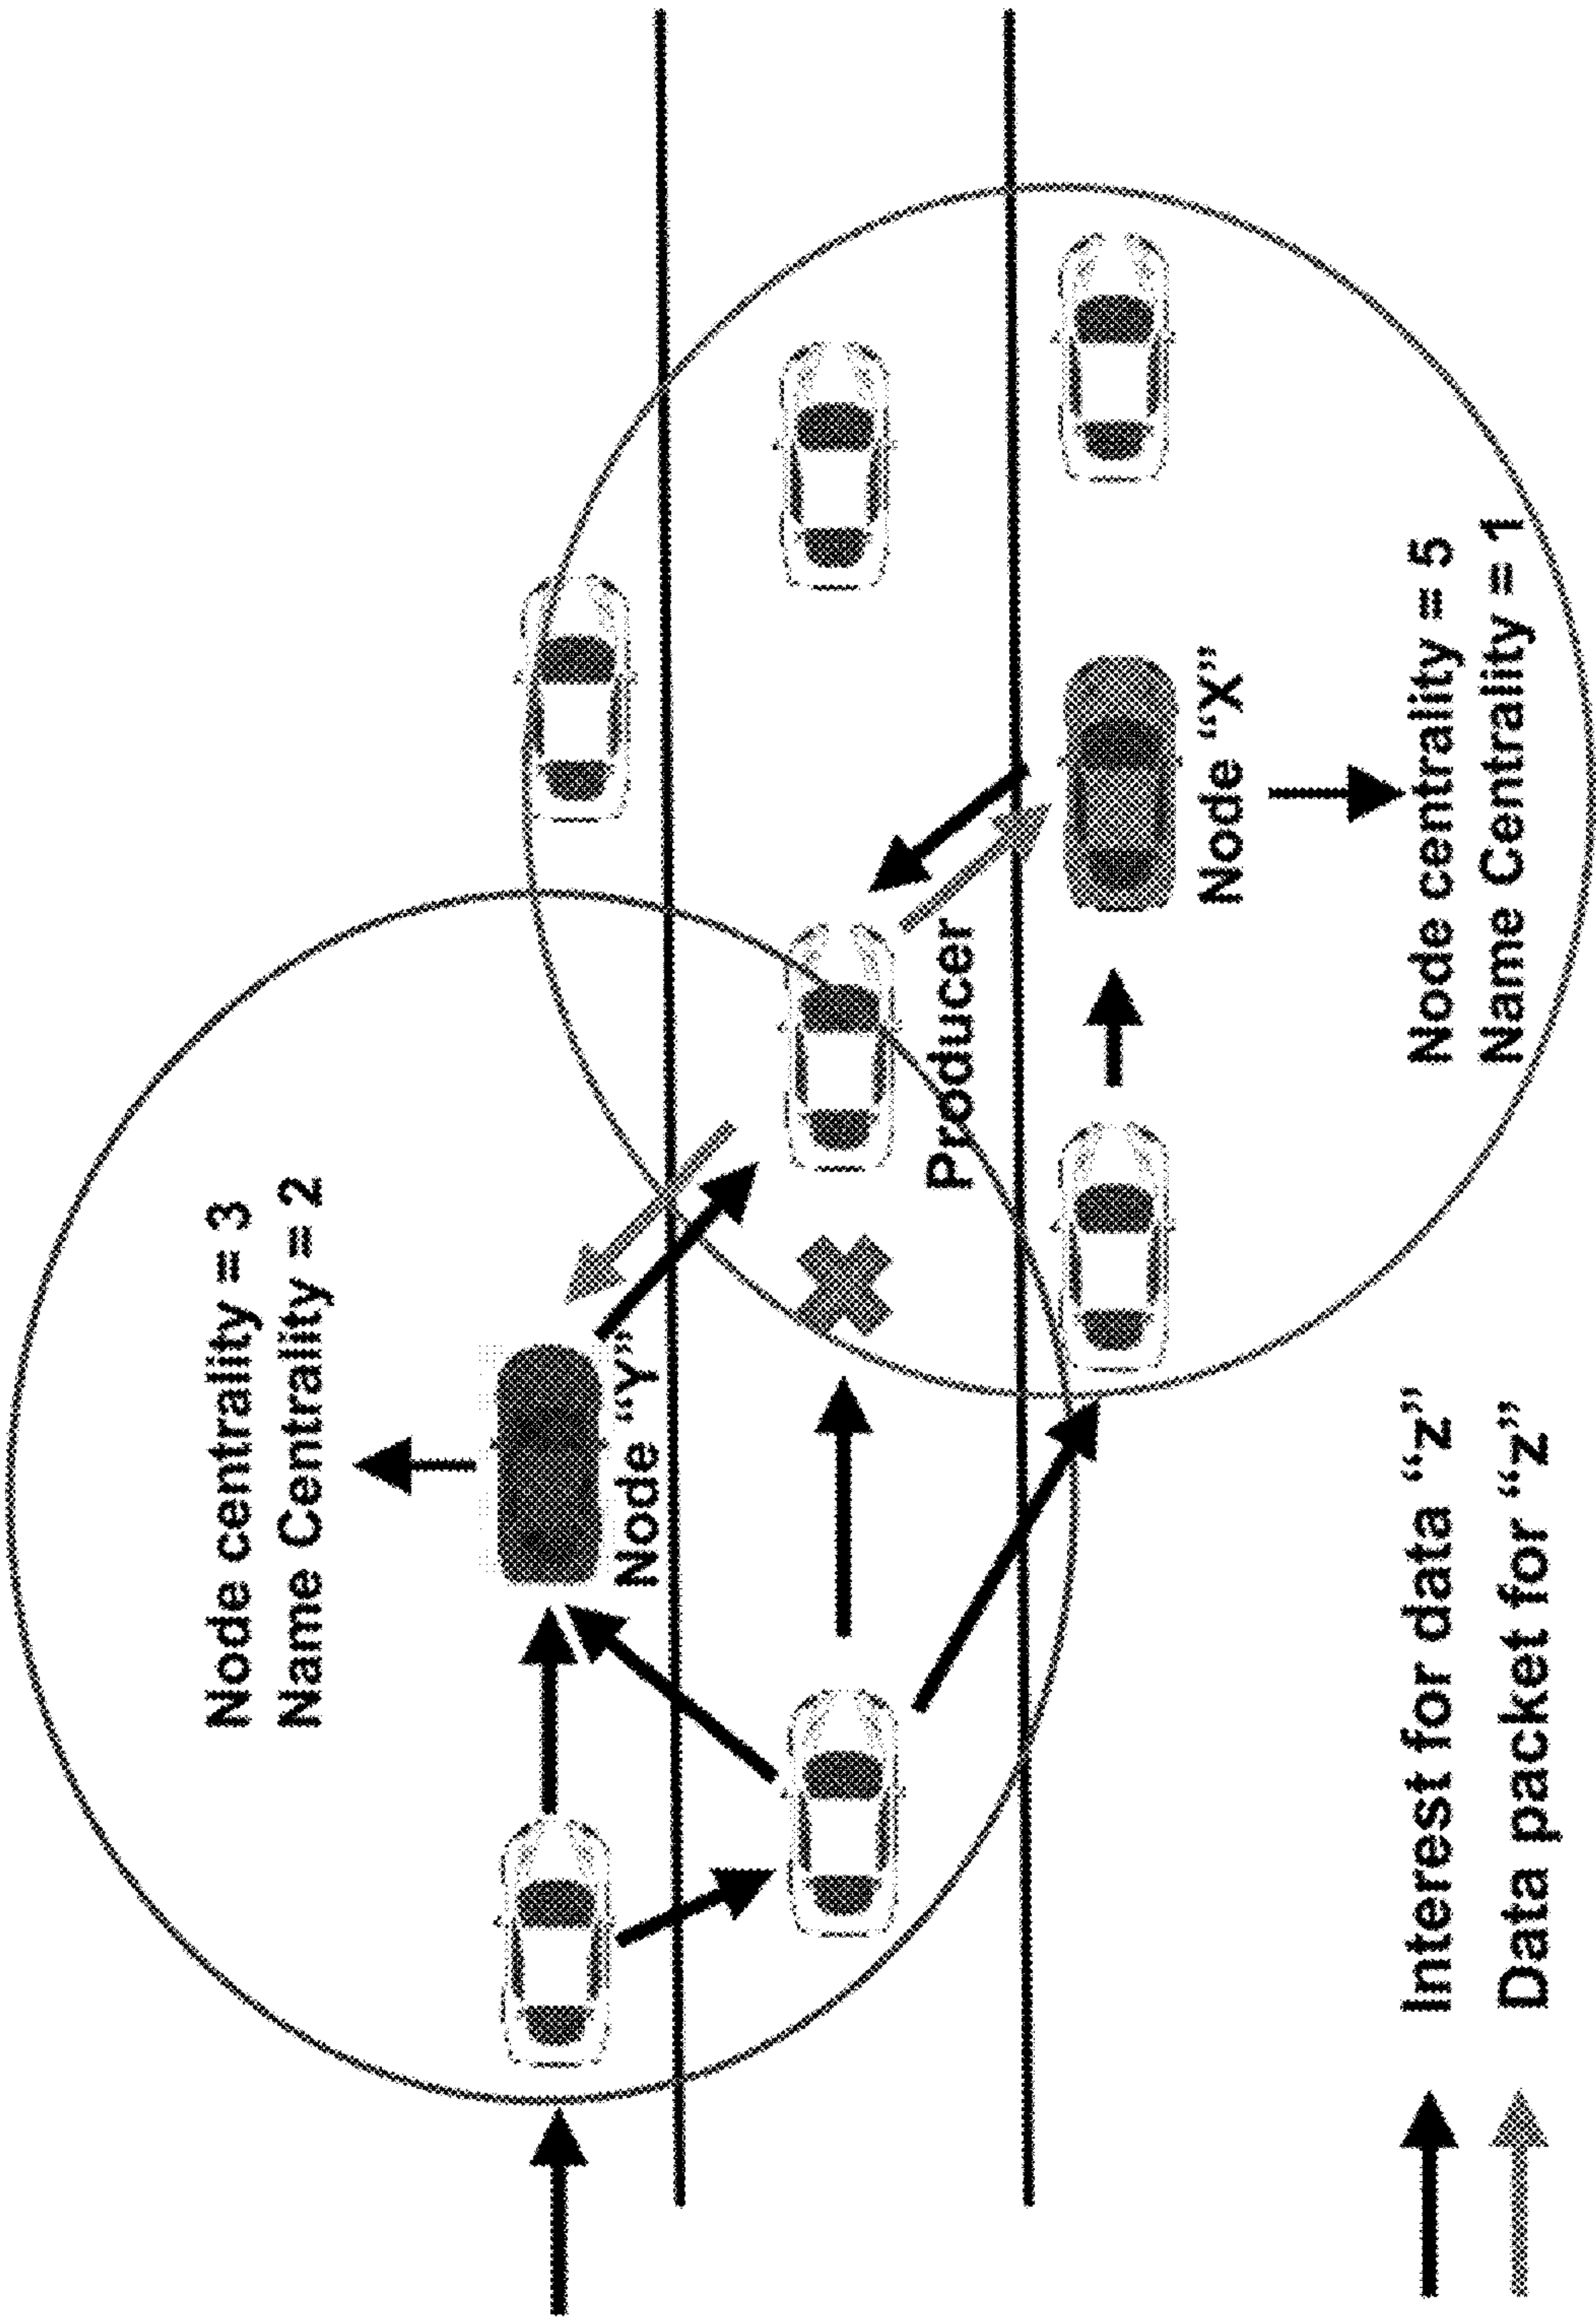 Node centrality = 3
Name Centrality = 2
Node “Y”
Producer
Node “X”
Node centrality = 5
Name Centrality = 1
Interest for data “z”
Data packet for “z”